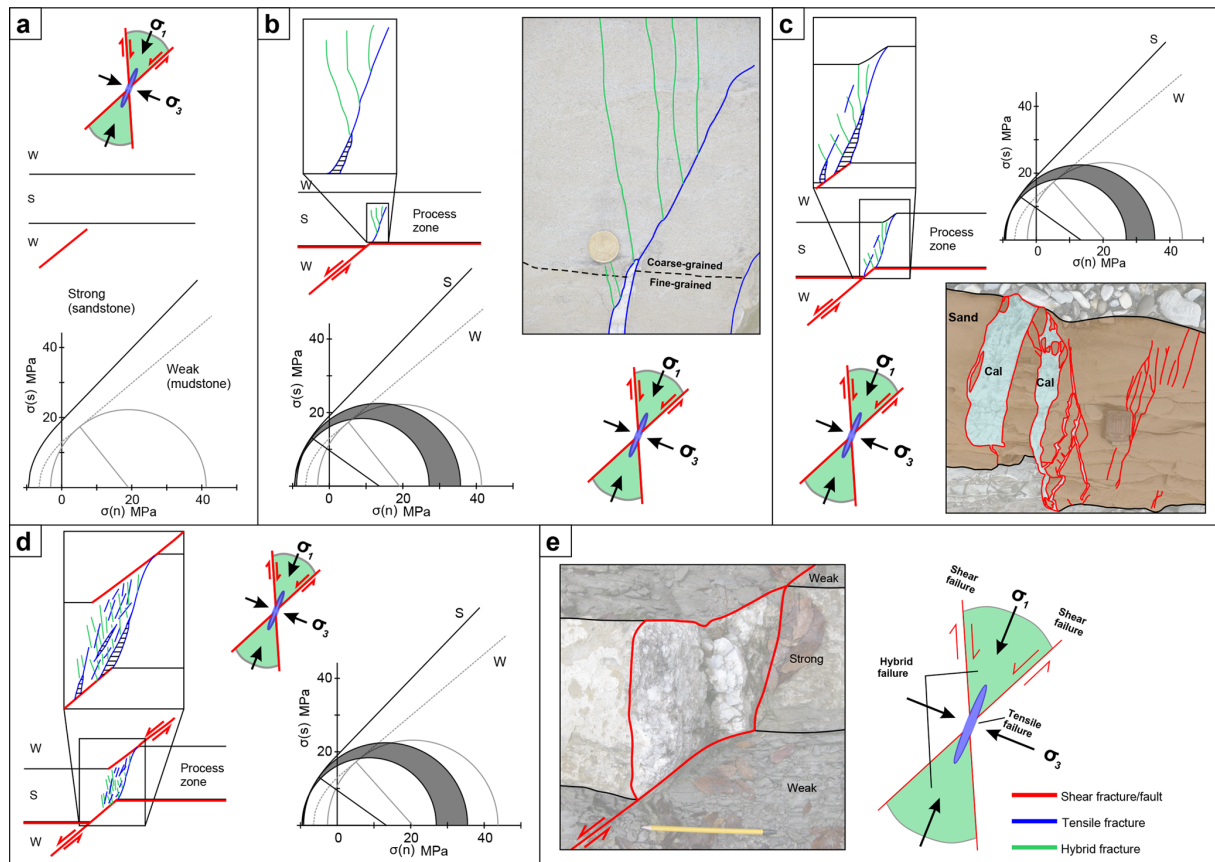 a
σ1
σ3
W
S
W
Strong
(sandstone)
Weak
(mudstone)
σ(s) MPa
40
20
0
20
40
σ(n) MPa
b
W
S
W
Process
zone
S
W
σ(s) MPa
40
20
0
20
40
σ(n) MPa
Coarse-grained
Fine-grained
σ1
σ3
c
W
S
W
Process
zone
S
W
σ(s) MPa
40
20
0
20
40
σ(n) MPa
σ1
σ3
Sand
Cal
Cal
d
W
S
W
Process
zone
σ1
σ3
S
W
σ(s) MPa
40
20
0
20
40
σ(n) MPa
e
Weak
Strong
Weak
Shear
failure
σ1
Shear
failure
Hybrid
failure
Tensile
failure
σ3
Shear fracture/fault
Tensile fracture
Hybrid fracture